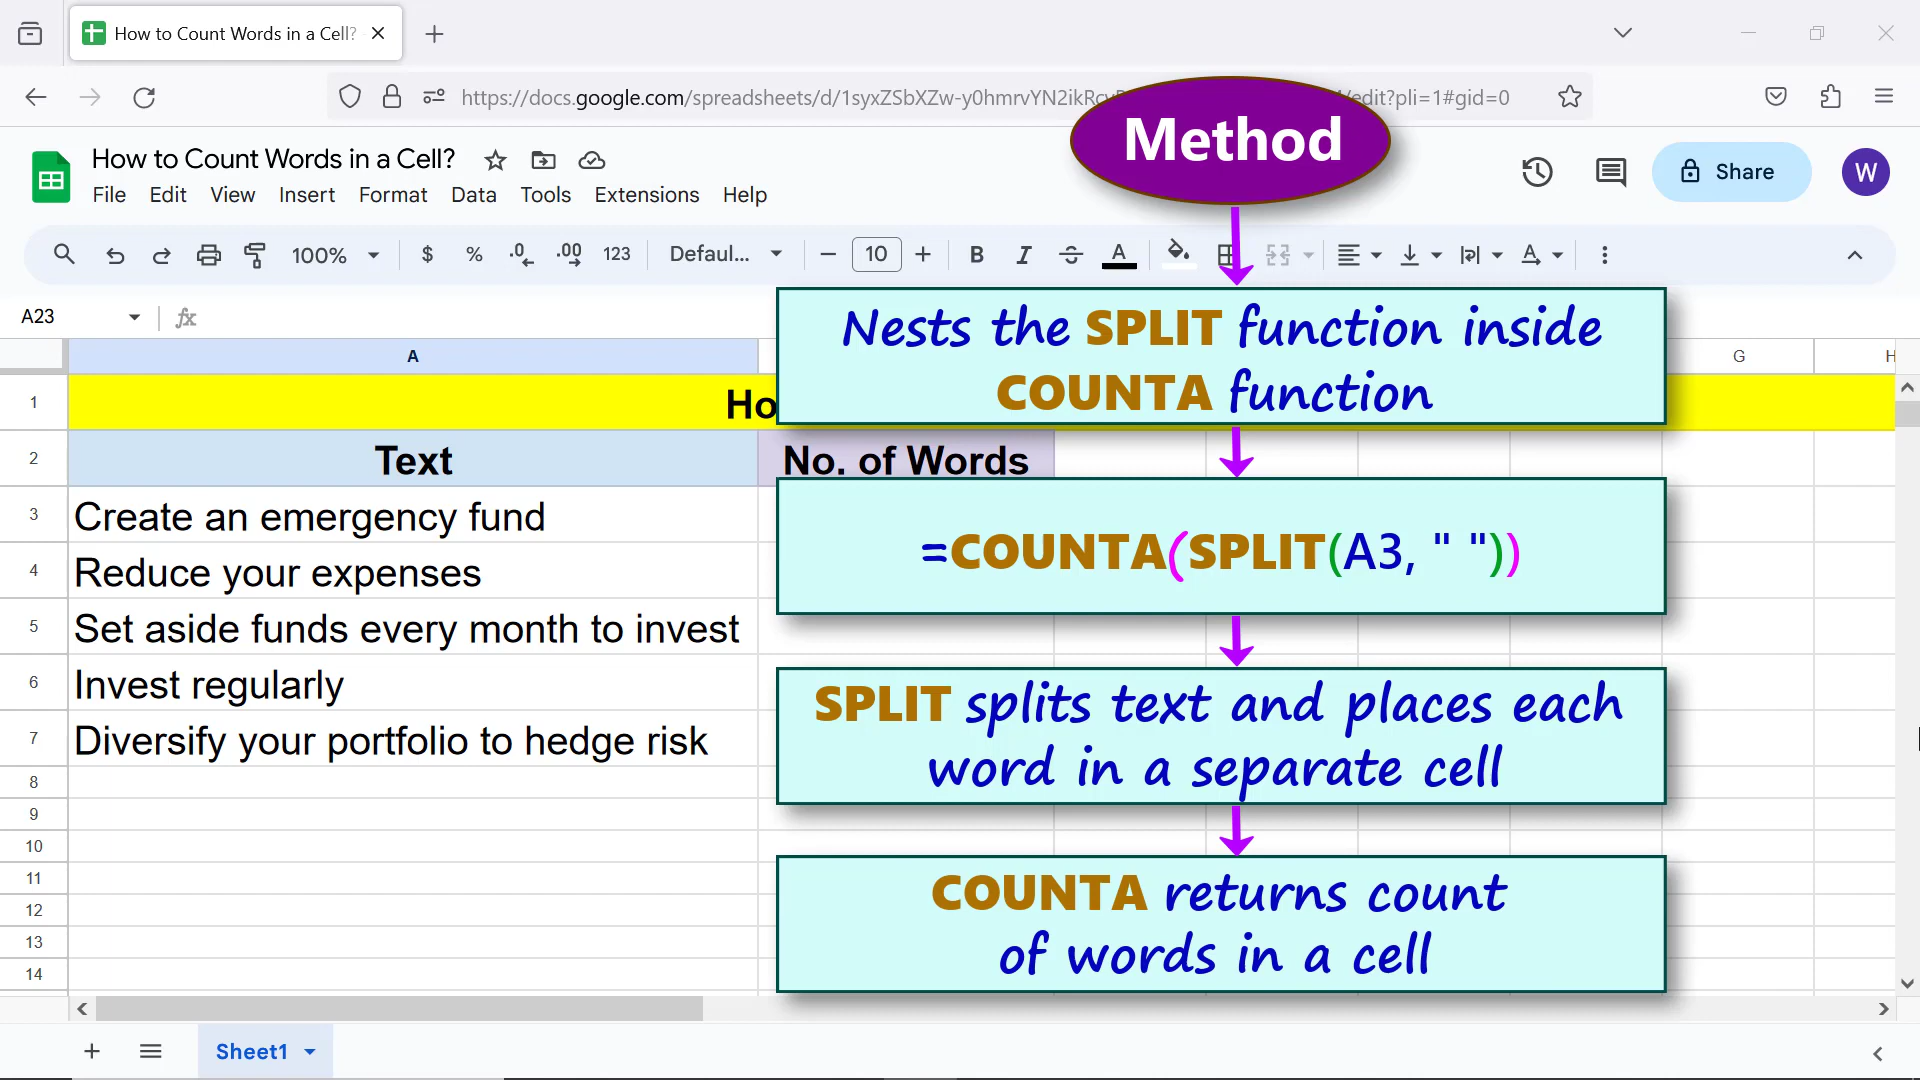 How to Count Words in a Cell?
https://docs.google.com/spreadsheets/d/1syxZSbXZw-y0hmrvYN2ikRcv /edit?pli=1#gid=0
Method
How to Count Words in a Cell?
Share
W
File Edit View Insert Format Data Tools Extensions Help
100% $ % .0 .00 123 Defaul... 10 B I A A
A23 fx
A G H
Nests the SPLIT function inside
COUNTA function
1 Ho
2 Text No. of Words
3 Create an emergency fund
=COUNTA(SPLIT(A3, " "))
4 Reduce your expenses
5 Set aside funds every month to invest
6 Invest regularly
SPLIT splits text and places each
word in a separate cell
7 Diversify your portfolio to hedge risk
8
9
10
11
COUNTA returns count
of words in a cell
12
13
14
Sheet1